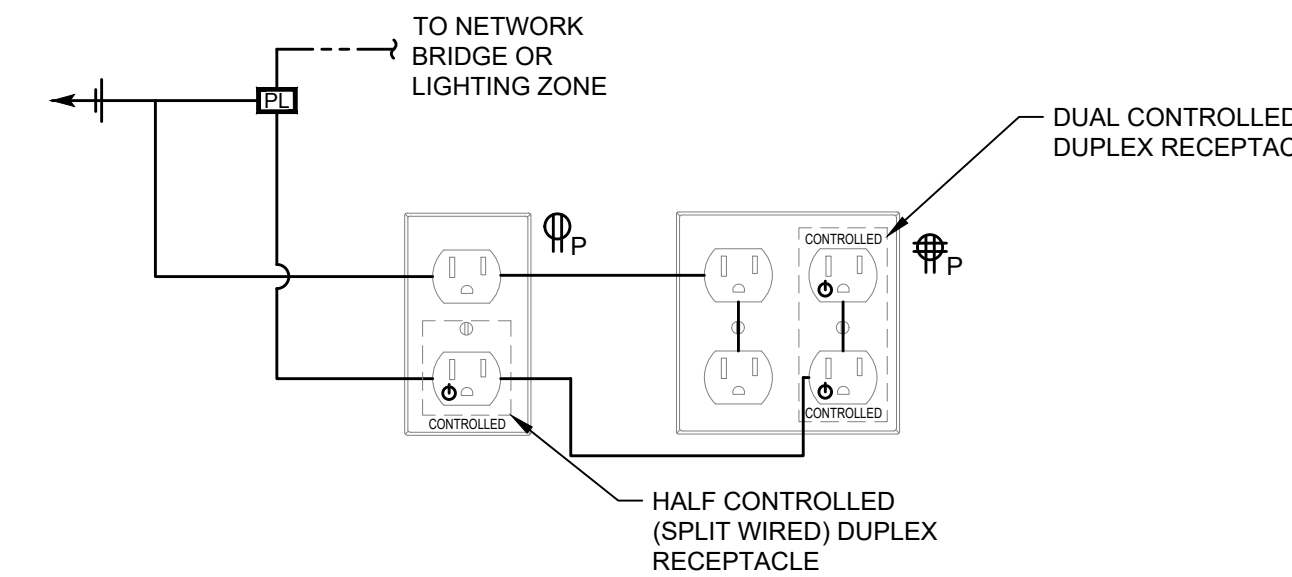 TO NETWORK
BRIDGE OR
LIGHTING ZONE
PL
DUAL CONTROLLED
DUPLEX
P
CONTROLLED
P
CONTROLLED
CONTROLLED
HALF CONTROLLED
(SPLIT WIRED) DUPLEX
RECEPTACLE